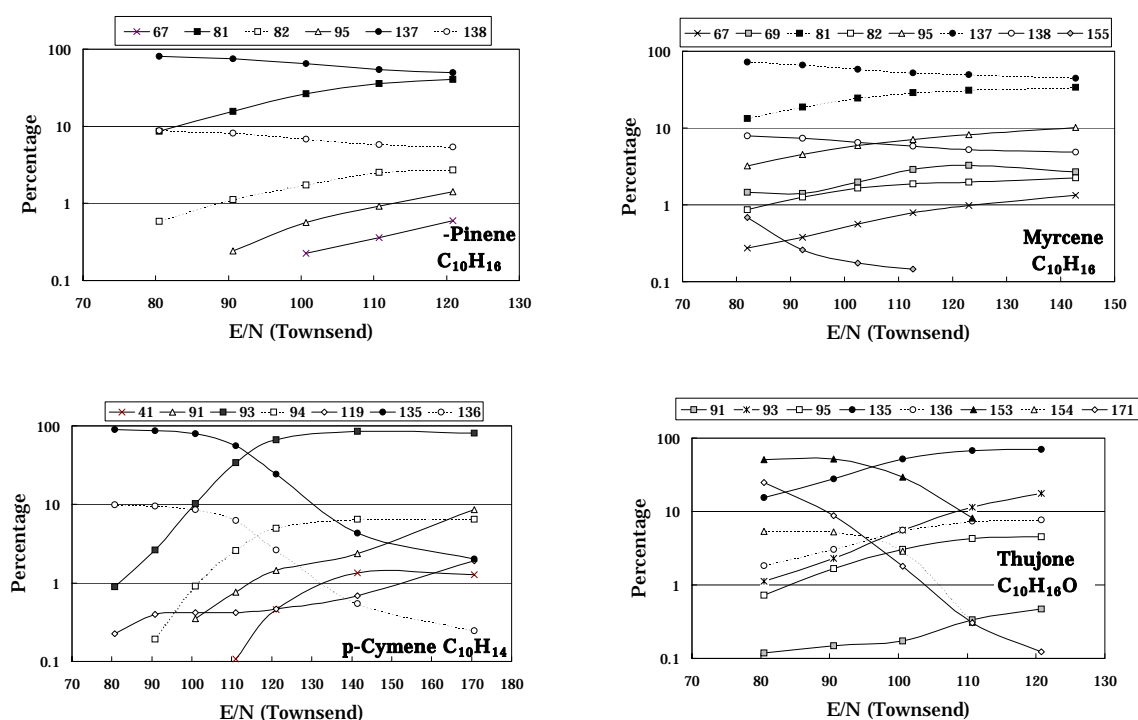 67 81 82 95 137 138
100
10
1
0.1
Percentage
-Pinene
C10H16
70 80 90 100 110 120 130
E/N (Townsend)
67 69 81 82 95 137 138 155
100
10
1
0.1
Percentage
Myrcene
C10H16
70 80 90 100 110 120 130 140 150
E/N (Townsend)
41 91 93 94 119 135 136
100
10
1
0.1
Percentage
p-Cymene C10H14
70 80 90 100 110 120 130 140 150 160 170 180
E/N (Townsend)
91 93 95 135 136 153 154 171
100
10
1
0.1
Percentage
Thujone
C10H16O
70 80 90 100 110 120 130
E/N (Townsend)